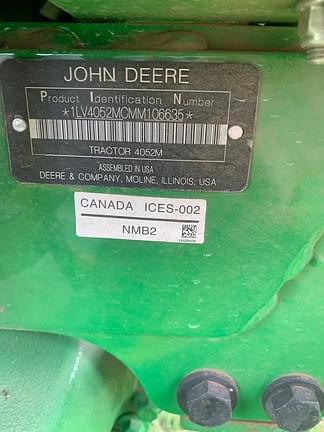 JOHN DEERE
Product Identification Number
*1LV4052MCMM106635*
TRACTOR 4052M
ASSEMBLED IN USA
DEERE & COMPANY, MOLINE, ILLINOIS, USA
CANADA ICES-002
NMB2